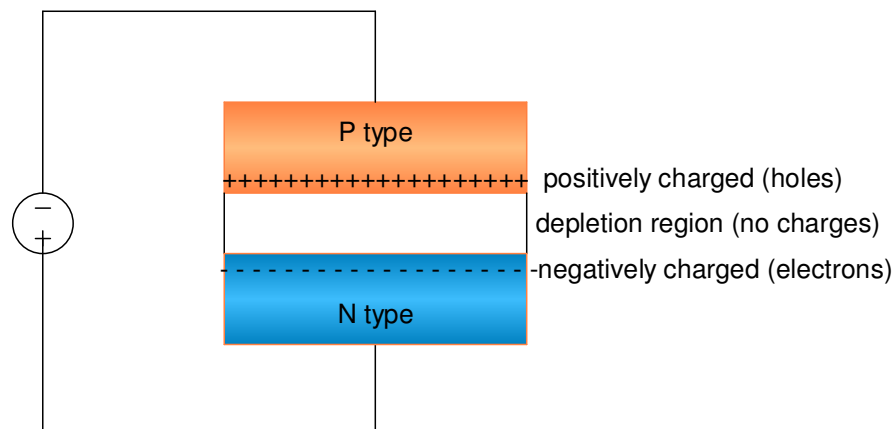 P type
+++++++++++++++++++ positively charged (holes)
−
+
depletion region (no charges)
- - - - - - - - - - - - - - - - - - - - -negatively charged (electrons)
N type